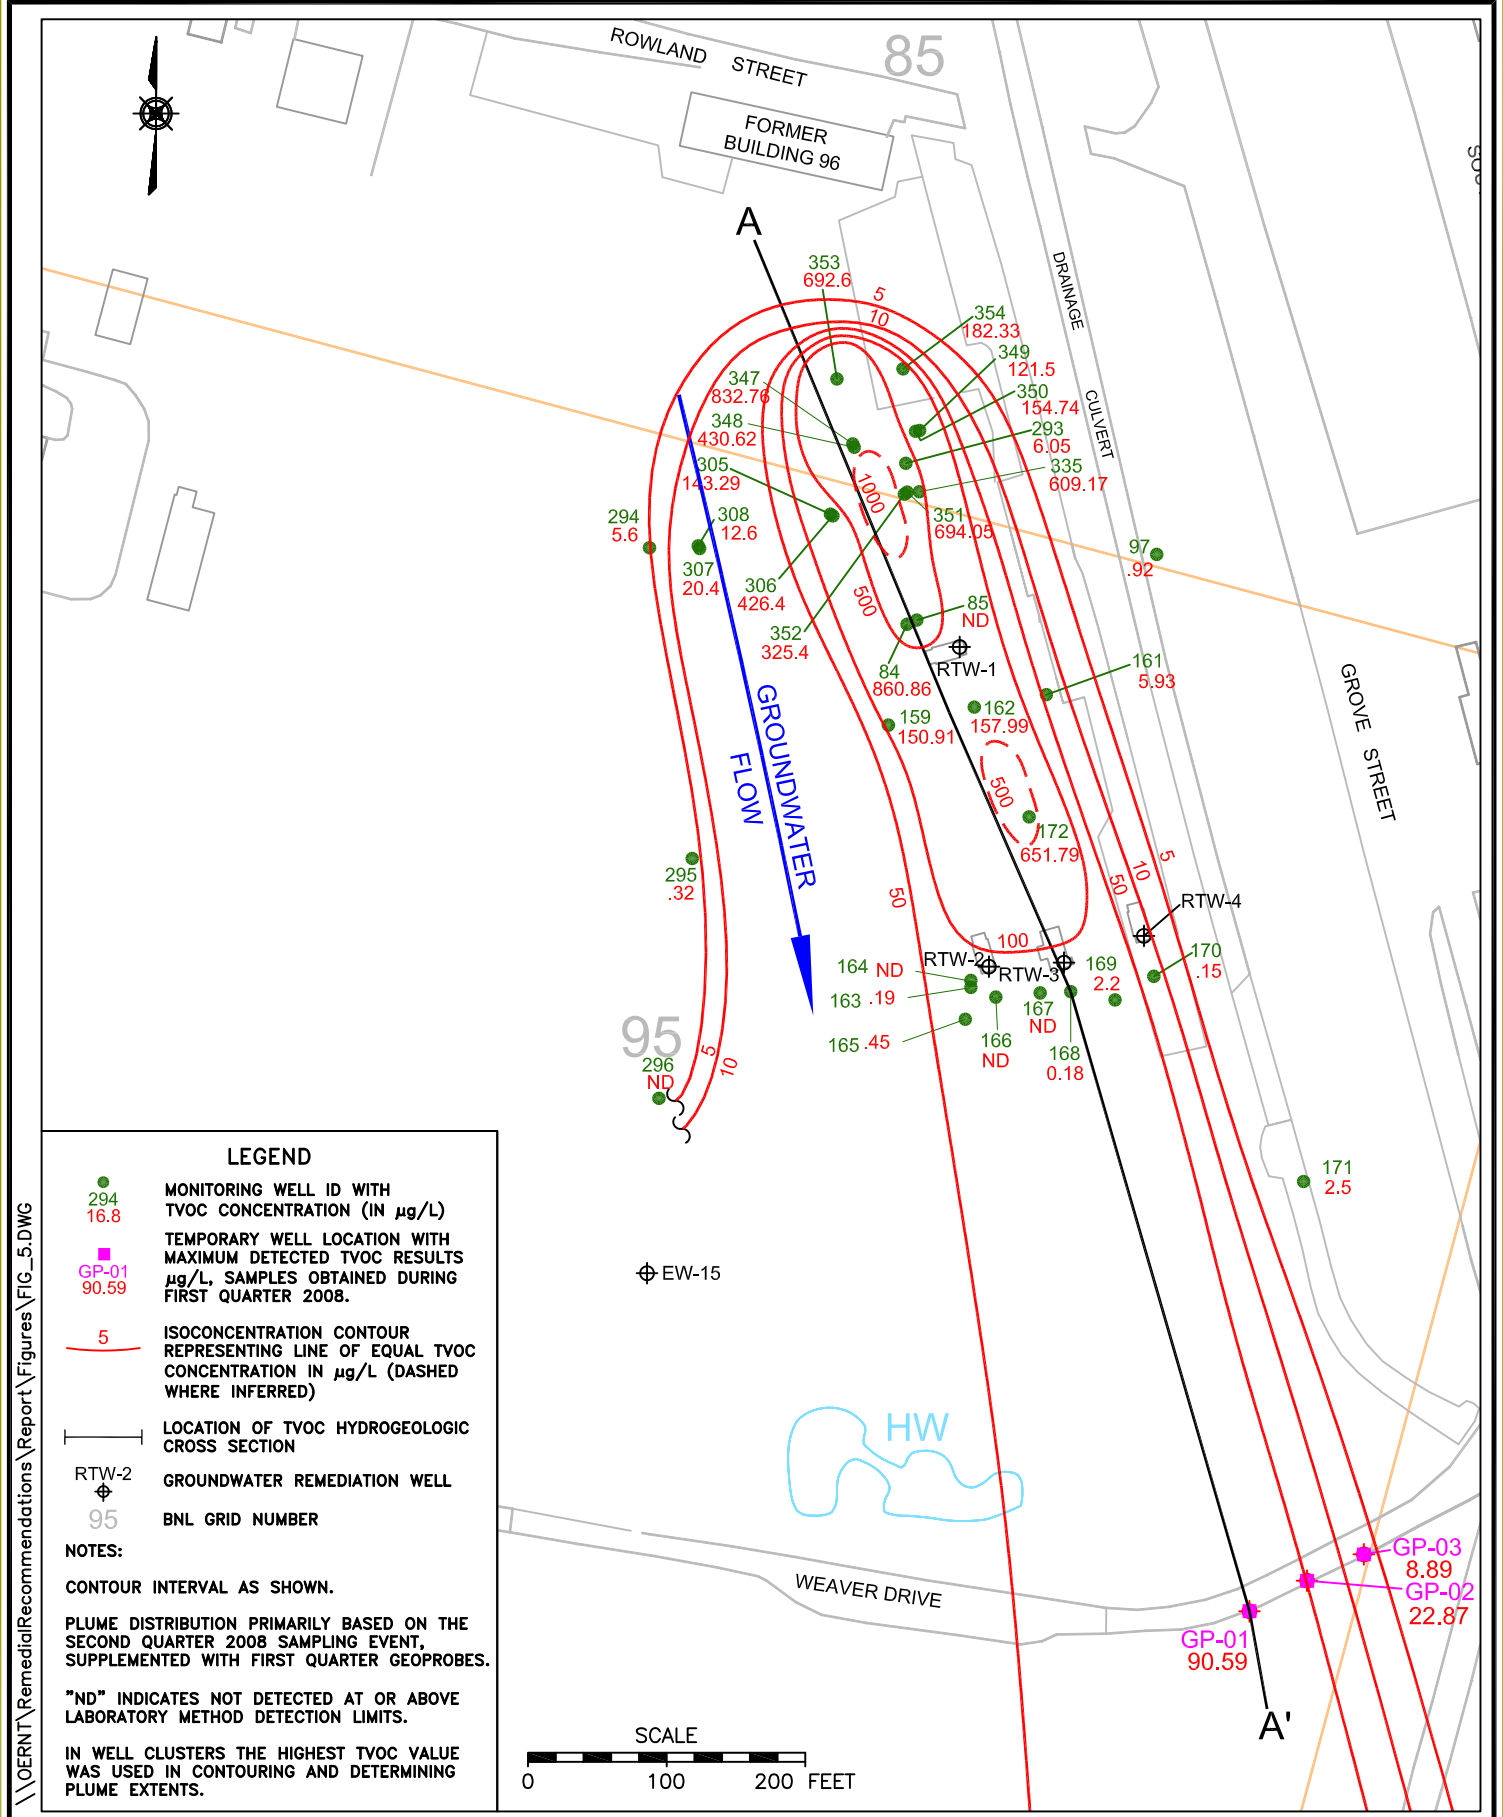 ROWLAND STREET
85
FORMER
BUILDING 96
A
DRAINAGE
CULVERT
GROVE STREET
353
692.6
5
10
354
182.33
349
121.5
350
154.74
293
6.05
335
609.17
351
694.05
347
832.76
348
430.62
305
143.29
294
5.6
308
12.6
307
20.4
306
426.4
352
325.4
1000
500
97
.92
85
ND
RTW-1
84
860.86
161
5.93
159
150.91
162
157.99
500
172
651.79
GROUNDWATER
FLOW
295
.32
50
100
50
10
5
RTW-4
RTW-2
RTW-3
164 ND
163 .19
165 .45
166
ND
167
ND
168
0.18
169
2.2
170
.15
95
296
ND
5
10
171
2.5
EW-15
HW
WEAVER DRIVE
GP-03
8.89
GP-02
22.87
GP-01
90.59
A'
LEGEND
294
16.8
MONITORING WELL ID WITH
TVOC CONCENTRATION (IN µg/L)
GP-01
90.59
TEMPORARY WELL LOCATION WITH
MAXIMUM DETECTED TVOC RESULTS
µg/L, SAMPLES OBTAINED DURING
FIRST QUARTER 2008.
5
ISOCONCENTRATION CONTOUR
REPRESENTING LINE OF EQUAL TVOC
CONCENTRATION IN µg/L (DASHED
WHERE INFERRED)
LOCATION OF TVOC HYDROGEOLOGIC
CROSS SECTION
RTW-2
GROUNDWATER REMEDIATION WELL
95
BNL GRID NUMBER
NOTES:
CONTOUR INTERVAL AS SHOWN.
PLUME DISTRIBUTION PRIMARILY BASED ON THE
SECOND QUARTER 2008 SAMPLING EVENT,
SUPPLEMENTED WITH FIRST QUARTER GEOPROBES.
"ND" INDICATES NOT DETECTED AT OR ABOVE
LABORATORY METHOD DETECTION LIMITS.
IN WELL CLUSTERS THE HIGHEST TVOC VALUE
WAS USED IN CONTOURING AND DETERMINING
PLUME EXTENTS.
SCALE
0 100 200 FEET
\\OERNT\RemedialRecommendations\Report\Figures\FIG_5.DWG